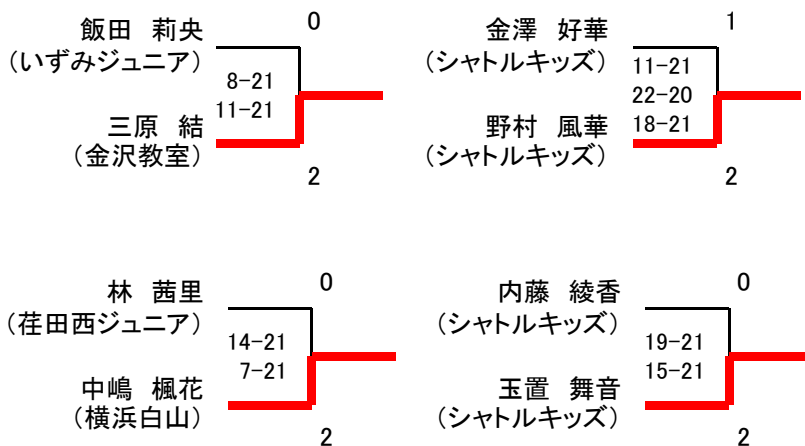 飯田　莉央
(いずみジュニア)
0
8-21
11-21
三原　結
(金沢教室)
2
金澤　好華
(シャトルキッズ)
1
11-21
22-20
18-21
野村　風華
(シャトルキッズ)
2
林　茜里
(荏田西ジュニア)
0
14-21
7-21
中嶋　楓花
(横浜白山)
2
内藤　綾香
(シャトルキッズ)
0
19-21
15-21
玉置　舞音
(シャトルキッズ)
2